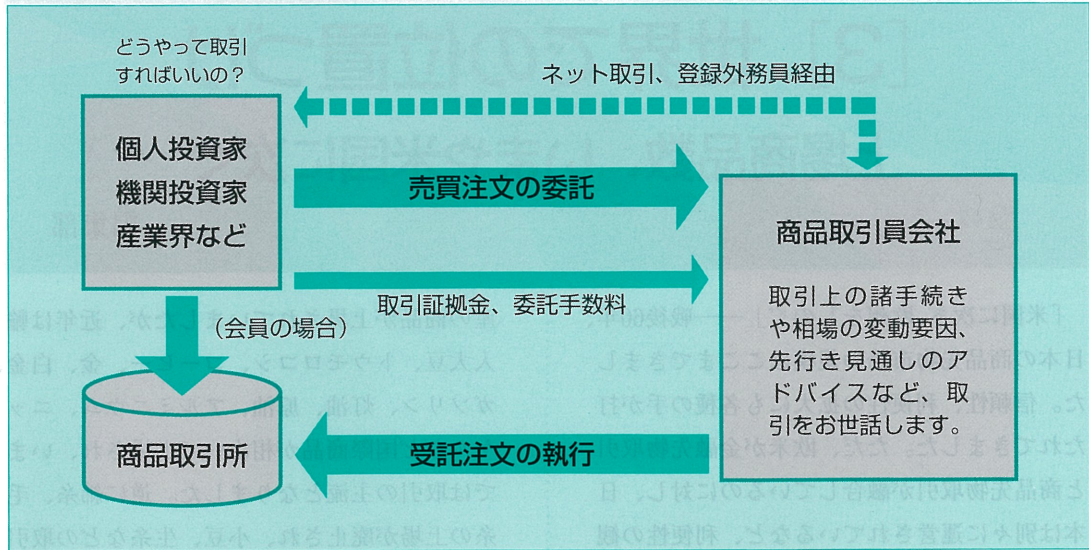 どうやって取引
すればいいの？
ネット取引、登録外務員経由
個人投資家
機関投資家
産業界など
売買注文の委託
商品取引員会社
取引上の諸手続き
や相場の変動要因、
先行き見通しのア
ドバイスなど、取
引をお世話します。
取引証拠金、委託手数料
（会員の場合）
商品取引所
受託注文の執行